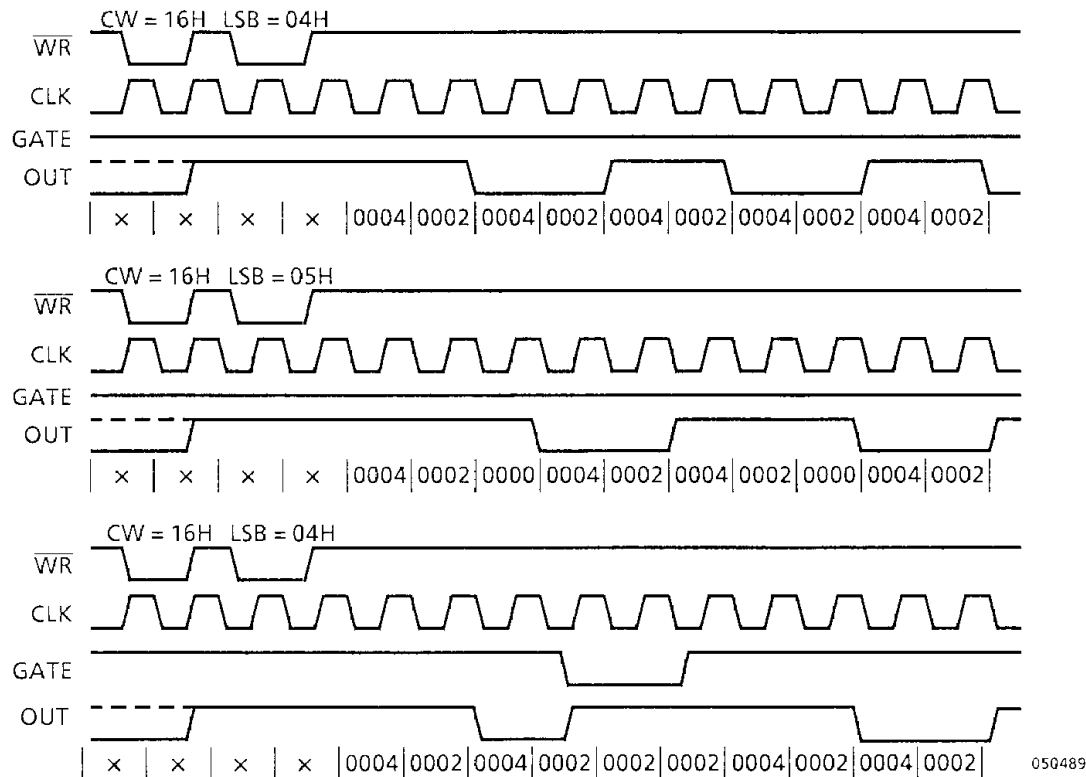 CW = 16H LSB = 04H
WR
CLK
GATE
OUT
× × × × 0004 0002 0004 0002 0004 0002 0004 0002 0004 0002
CW = 16H LSB = 05H
WR
CLK
GATE
OUT
× × × × 0004 0002 0000 0004 0002 0004 0002 0000 0004 0002
CW = 16H LSB = 04H
WR
CLK
GATE
OUT
× × × × 0004 0002 0004 0002 0002 0004 0002 0004 0002 0004
050489